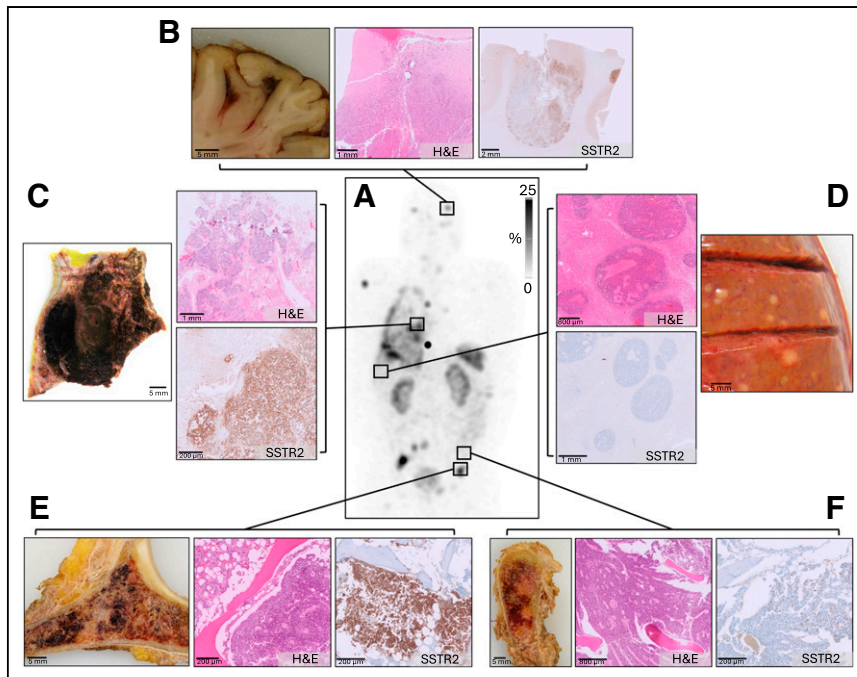 B
5 mm
1 mm
H&E
2 mm
SSTR2
C
A
25
%
0
D
1 mm
H&E
800 µm
H&E
5 mm
5 mm
200 µm
SSTR2
1 mm
SSTR2
E
F
5 mm
200 µm
H&E
200 µm
SSTR2
5 mm
800 µm
H&E
200 µm
SSTR2